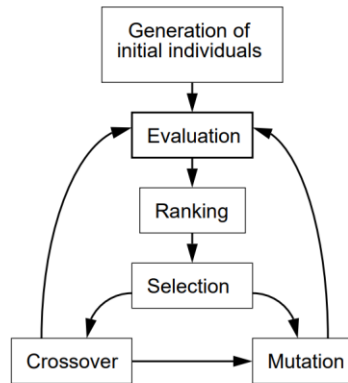 Generation of
initial individuals
Evaluation
Ranking
Selection
Crossover
Mutation